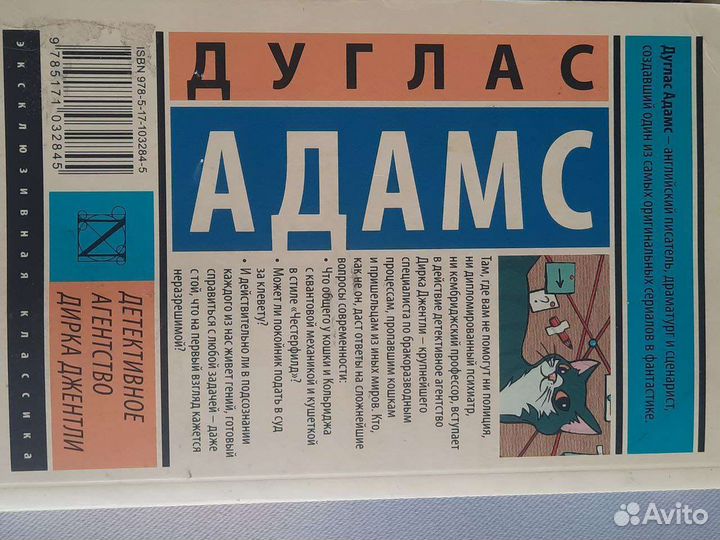 Дуглас Адамс – английский писатель, драматург и сценарист,
создавший один из самых оригинальных сериалов в фантастике.
ДУГЛАС
АДАМС
Там, где вам не помогут ни полиция,
ни дипломированный психиатр,
ни кембриджский профессор, вступает
в действие детективное агентство
Дирка Джентли – крупнейшего
специалиста по бракоразводным
процессам, пропавшим кошкам
и пришельцам из иных миров. Кто,
как не он, даст ответы на сложнейшие
вопросы современности:
• Что общего у кошки и Кольриджа
с квантовой механикой и кушеткой
в стиле «Честерфилд»?
• Может ли покойник подать в суд
за клевету?
• И действительно ли в подсознании
каждого из нас живет гений, готовый
справиться с любой задачей – даже
с той, что на первый взгляд кажется
неразрешимой?
ISBN 978-5-17-103284-5
9 785171 032845
ДЕТЕКТИВНОЕ
АГЕНТСТВО
ДИРКА ДЖЕНТЛИ
ЭКСКЛЮЗИВНАЯ КЛАССИКА
Avito